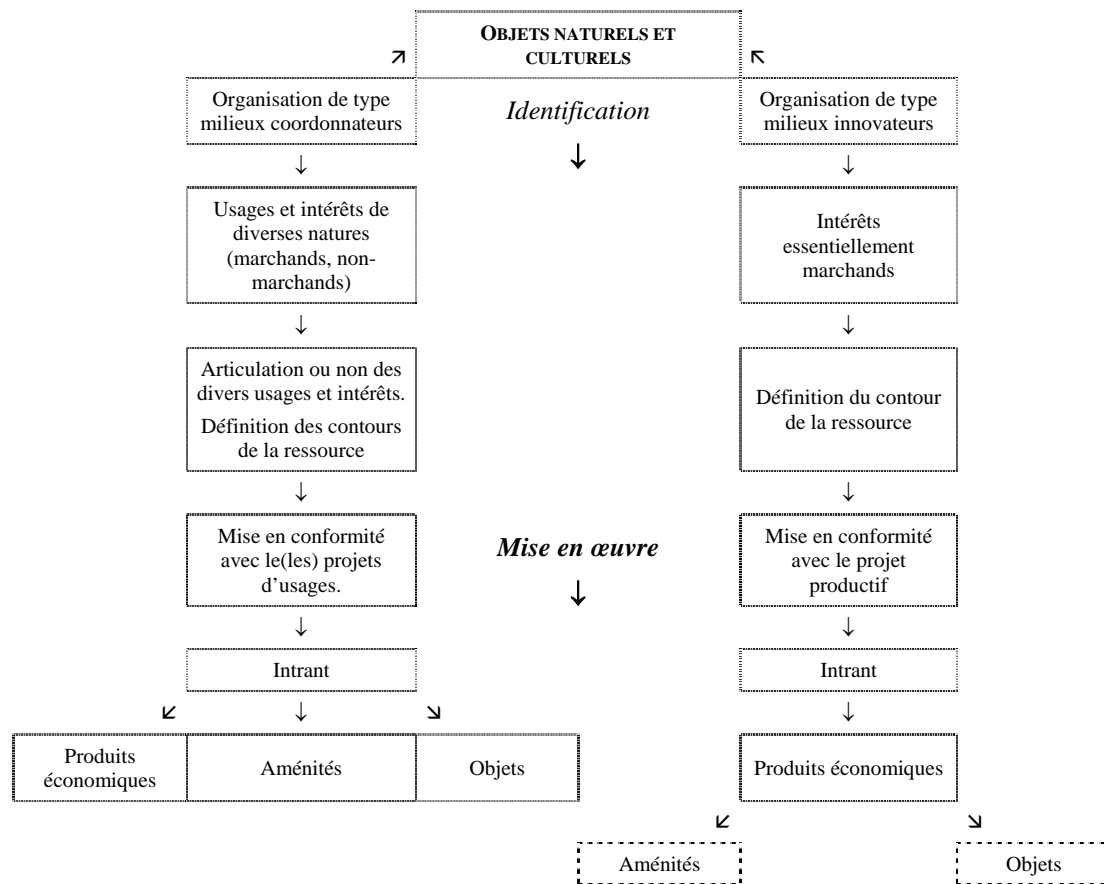 OBJETS NATURELS ET
CULTURELS
↗
↖
Organisation de type
milieux coordonnateurs
Identification
↓
Organisation de type
milieux innovateurs
↓
↓
Usages et intérêts de
diverses natures
(marchands, non-
marchands)
Intérêts
essentiellement
marchands
↓
↓
Articulation ou non des
divers usages et intérêts.
Définition des contours
de la ressource
Définition du contour
de la ressource
↓
↓
Mise en conformité
avec le(les) projets
d’usages.
Mise en œuvre
↓
Mise en conformité
avec le projet
productif
↓
↓
Intrant
Intrant
↙ ↓ ↘
↓
Produits
économiques
Aménités
Objets
Produits économiques
↙ ↘
Aménités
Objets